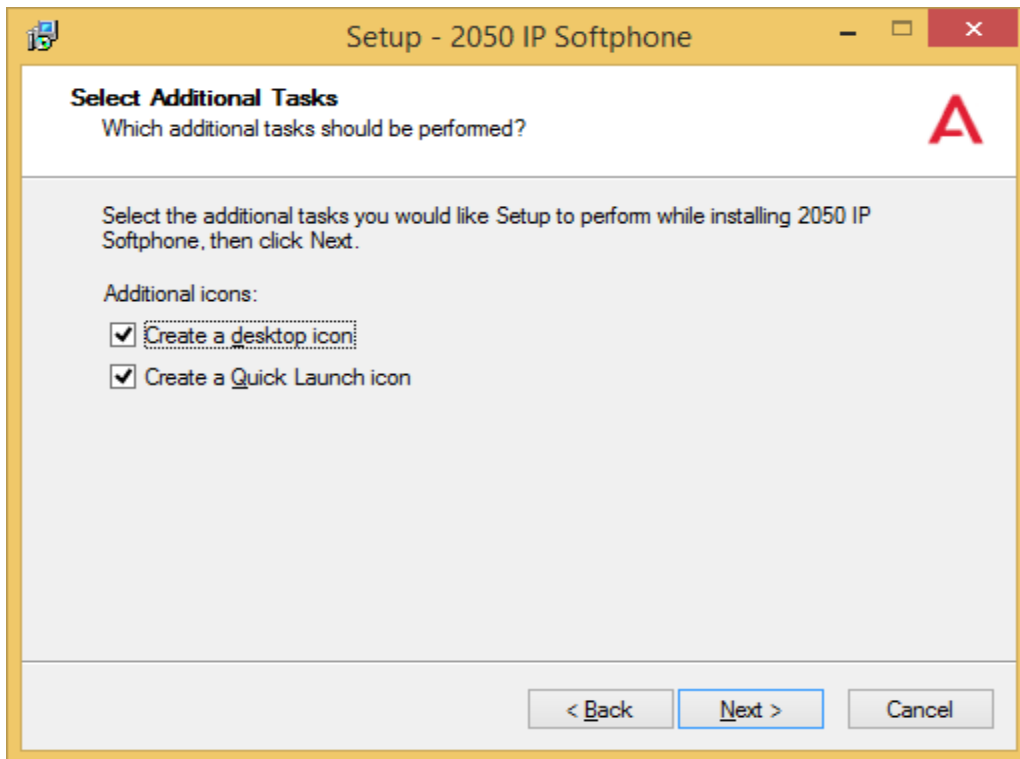 Setup - 2050 IP Softphone
Select Additional Tasks
Which additional tasks should be performed?
Select the additional tasks you would like Setup to perform while installing 2050 IP
Softphone, then click Next.
Additional icons:
Create a desktop icon
Create a Quick Launch icon
< Back
Next >
Cancel